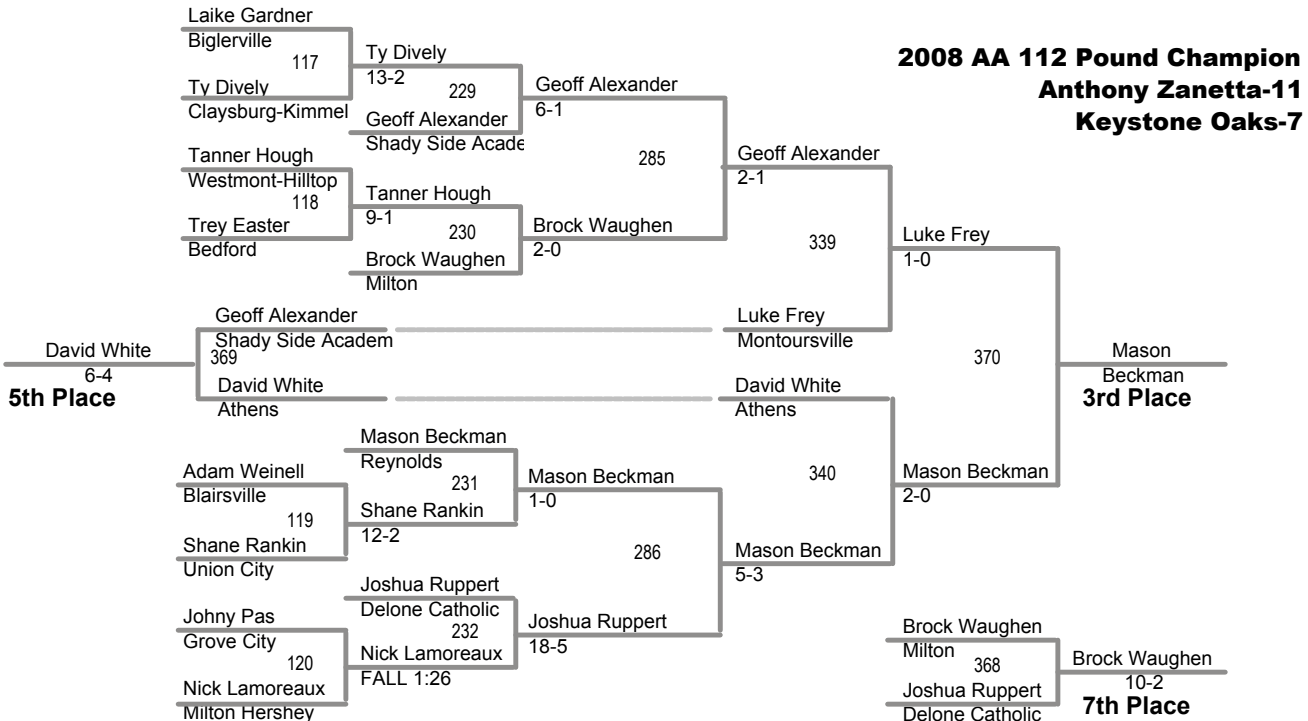 2008 AA 112 Pound Champion
Anthony Zanetta-11
Keystone Oaks-7
Laike Gardner
Biglerville
117
Ty Dively
Claysburg-Kimmel
Ty Dively
13-2
229
Geoff Alexander
Shady Side Acade
Geoff Alexander
6-1
Tanner Hough
Westmont-Hilltop
118
Trey Easter
Bedford
Tanner Hough
9-1
230
Brock Waughen
Milton
Brock Waughen
2-0
285
Geoff Alexander
2-1
339
Luke Frey
Montoursville
Luke Frey
1-0
Geoff Alexander
Shady Side Academ
369
David White
Athens
David White
6-4
5th Place
David White
Athens
370
Mason
Beckman
3rd Place
Mason Beckman
Reynolds
231
Adam Weinell
Blairsville
119
Shane Rankin
Union City
Shane Rankin
12-2
Mason Beckman
1-0
286
Mason Beckman
5-3
340
Mason Beckman
2-0
Joshua Ruppert
Delone Catholic
232
Johny Pas
Grove City
120
Nick Lamoreaux
Milton Hershey
Nick Lamoreaux
FALL 1:26
Joshua Ruppert
18-5
Brock Waughen
Milton
368
Joshua Ruppert
Delone Catholic
Brock Waughen
10-2
7th Place